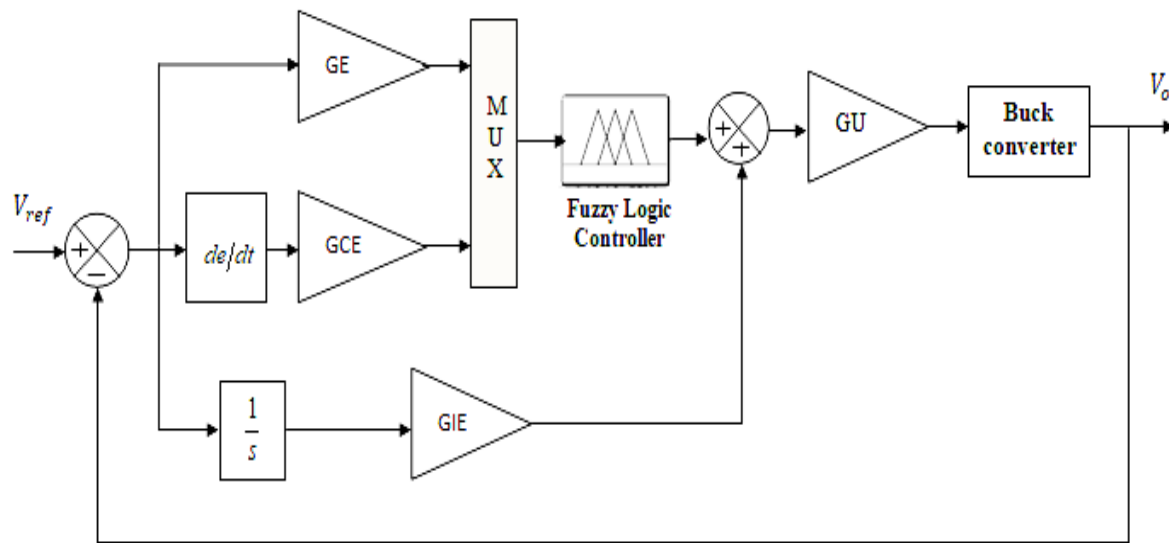 GE
M
U
X
+
+
GU
Buck
converter
V_o
Fuzzy Logic
Controller
V_ref
+
−
de/dt
GCE
1
s
GIE